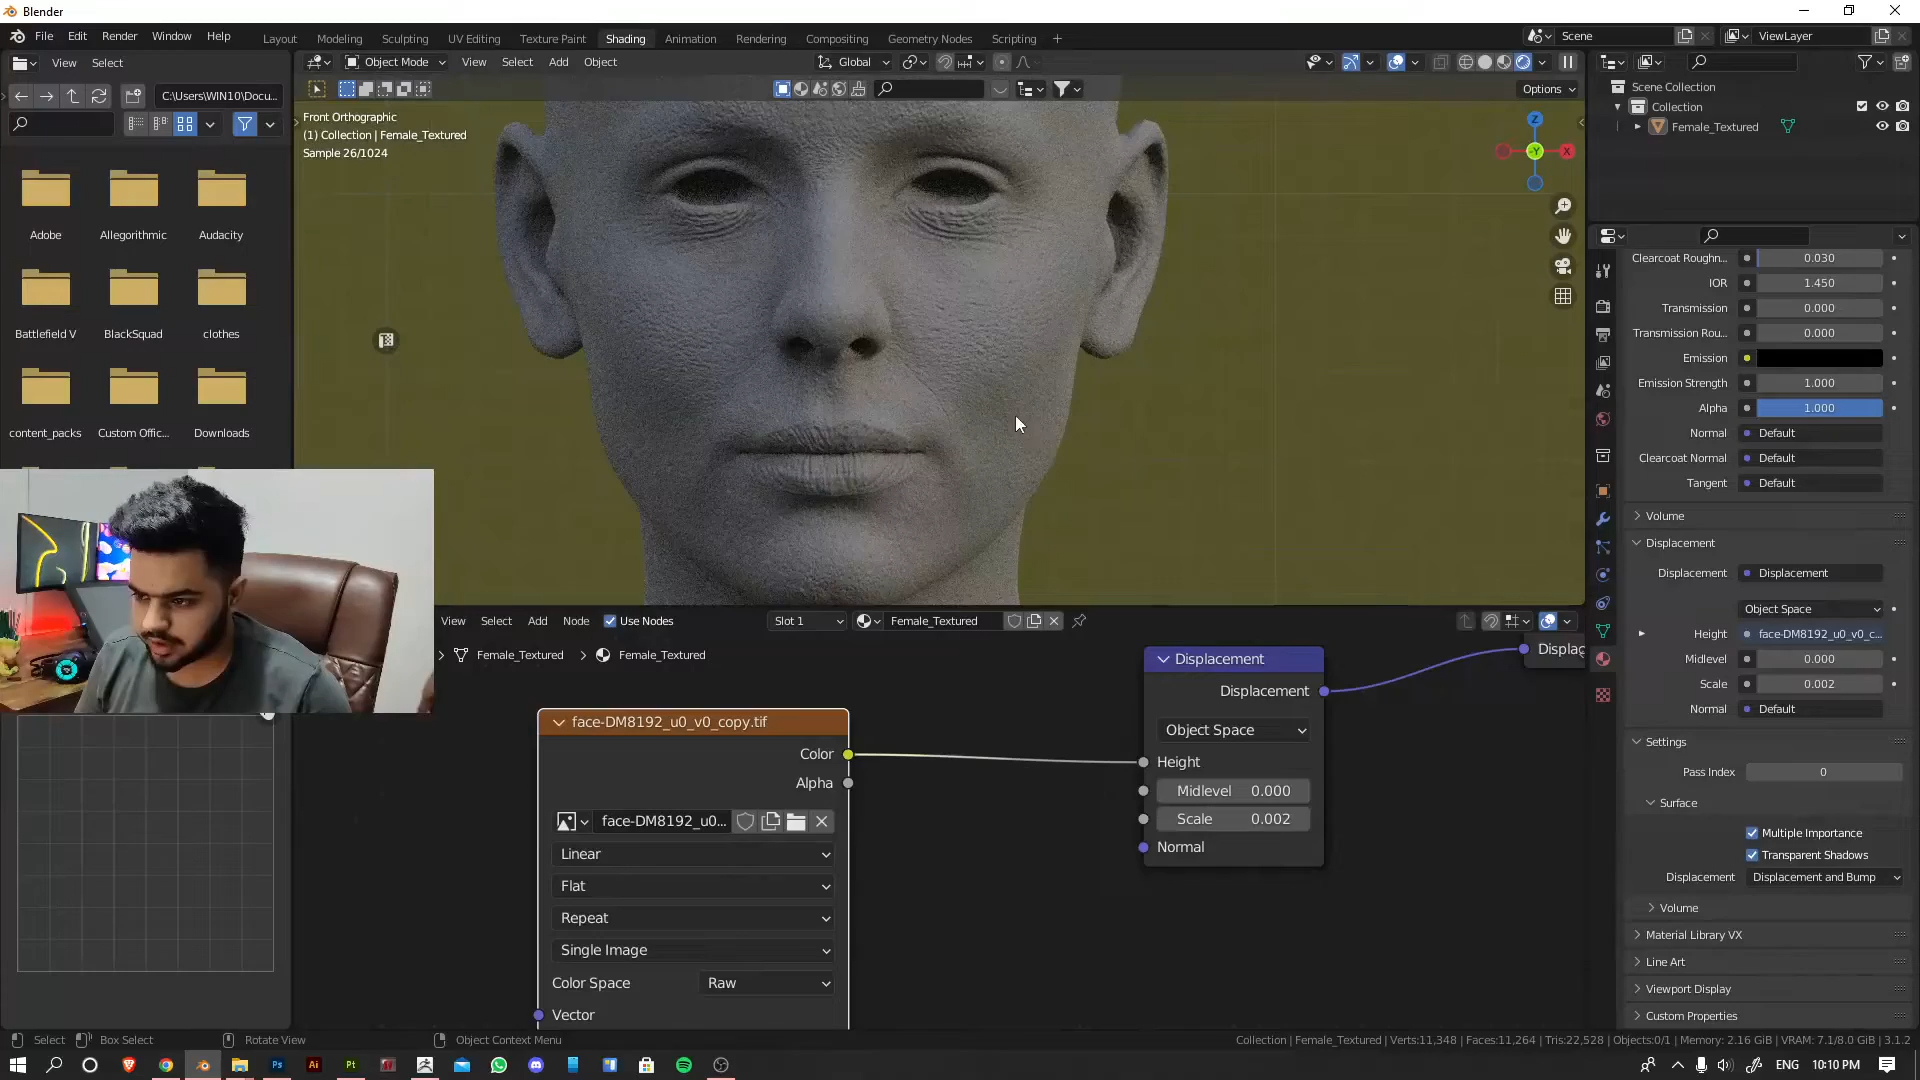 Blender
File Edit Render Window Help
Layout Modeling Sculpting UV Editing Texture Paint Shading Animation Rendering Compositing Geometry Nodes Scripting +
Scene
ViewLayer
View Select
Object Mode View Select Add Object
Global
C:\Users\WIN10\Docu...
Options
Front Orthographic
(1) Collection | Female_Textured
Sample 26/1024
Z
Y
X
Adobe Allegorithmic Audacity
Battlefield V BlackSquad clothes
content_packs Custom Offic... Downloads
Scene Collection
Collection
Female_Textured
Clearcoat Roughn... 0.030
IOR 1.450
Transmission 0.000
Transmission Rou... 0.000
Emission
Emission Strength 1.000
Alpha 1.000
Normal Default
Clearcoat Normal Default
Tangent Default
Volume
Displacement
Displacement Displacement
Object Space
Height face-DM8192_u0_v0_c...
Midlevel 0.000
Scale 0.002
Normal Default
Settings
Pass Index 0
Surface
Multiple Importance
Transparent Shadows
Displacement Displacement and Bump
Volume
Material Library VX
Line Art
Viewport Display
Custom Properties
View Select Add Node Use Nodes Slot 1 Female_Textured
Female_Textured > Female_Textured
face-DM8192_u0_v0_copy.tif
Color
Alpha
face-DM8192_u0...
Linear
Flat
Repeat
Single Image
Color Space Raw
Vector
Displacement
Displacement
Object Space
Height
Midlevel 0.000
Scale 0.002
Normal
Select Box Select Rotate View Object Context Menu
Collection | Female_Textured | Verts:11,348 | Faces:11,264 | Tris:22,528 | Objects:0/1 | Memory: 2.16 GiB | VRAM: 7.1/8.0 GiB | 3.1.2
Ps Ai Pt
ENG 10:10 PM